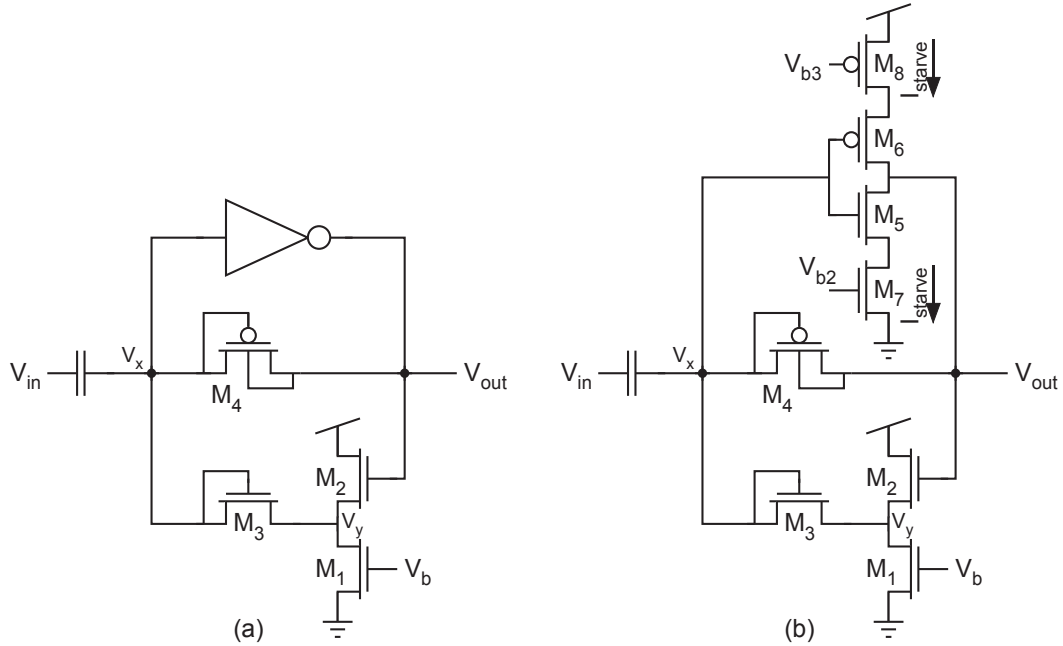 V_in
V_x
M_4
M_3
M_2
V_y
M_1
V_b
V_out
(a)
V_b3
M_8
I_starve
M_6
M_5
V_b2
M_7
I_starve
V_in
V_x
M_4
M_3
M_2
V_y
M_1
V_b
V_out
(b)